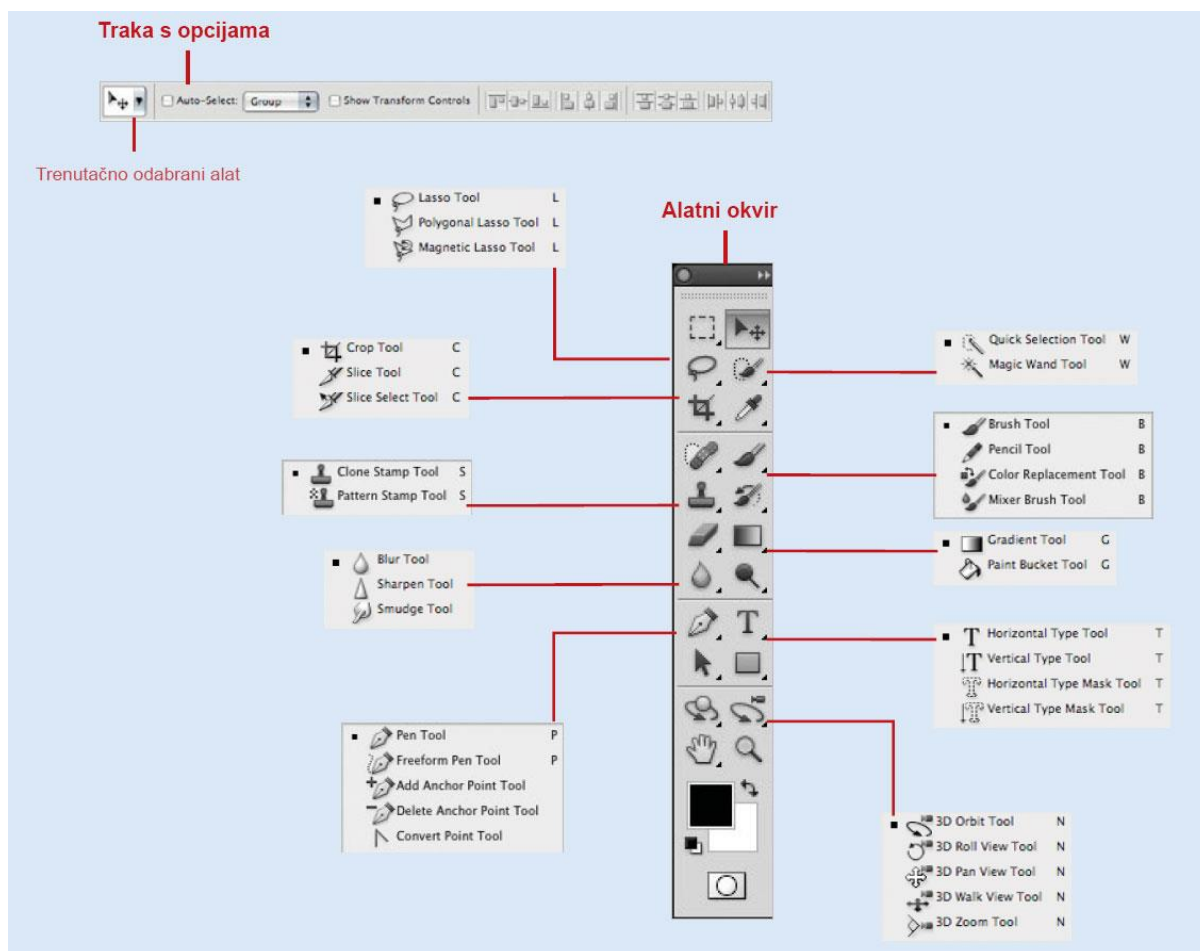 Traka s opcijama
Auto-Select: Group Show Transform Controls
Trenutačno odabrani alat
Lasso Tool L
Polygonal Lasso Tool L
Magnetic Lasso Tool L
Alatni okvir
Crop Tool C
Slice Tool C
Slice Select Tool C
Quick Selection Tool W
Magic Wand Tool W
Clone Stamp Tool S
Pattern Stamp Tool S
Brush Tool B
Pencil Tool B
Color Replacement Tool B
Mixer Brush Tool B
Blur Tool
Sharpen Tool
Smudge Tool
Gradient Tool G
Paint Bucket Tool G
Horizontal Type Tool T
Vertical Type Tool T
Horizontal Type Mask Tool T
Vertical Type Mask Tool T
Pen Tool P
Freeform Pen Tool P
Add Anchor Point Tool
Delete Anchor Point Tool
Convert Point Tool
3D Orbit Tool N
3D Roll View Tool N
3D Pan View Tool N
3D Walk View Tool N
3D Zoom Tool N